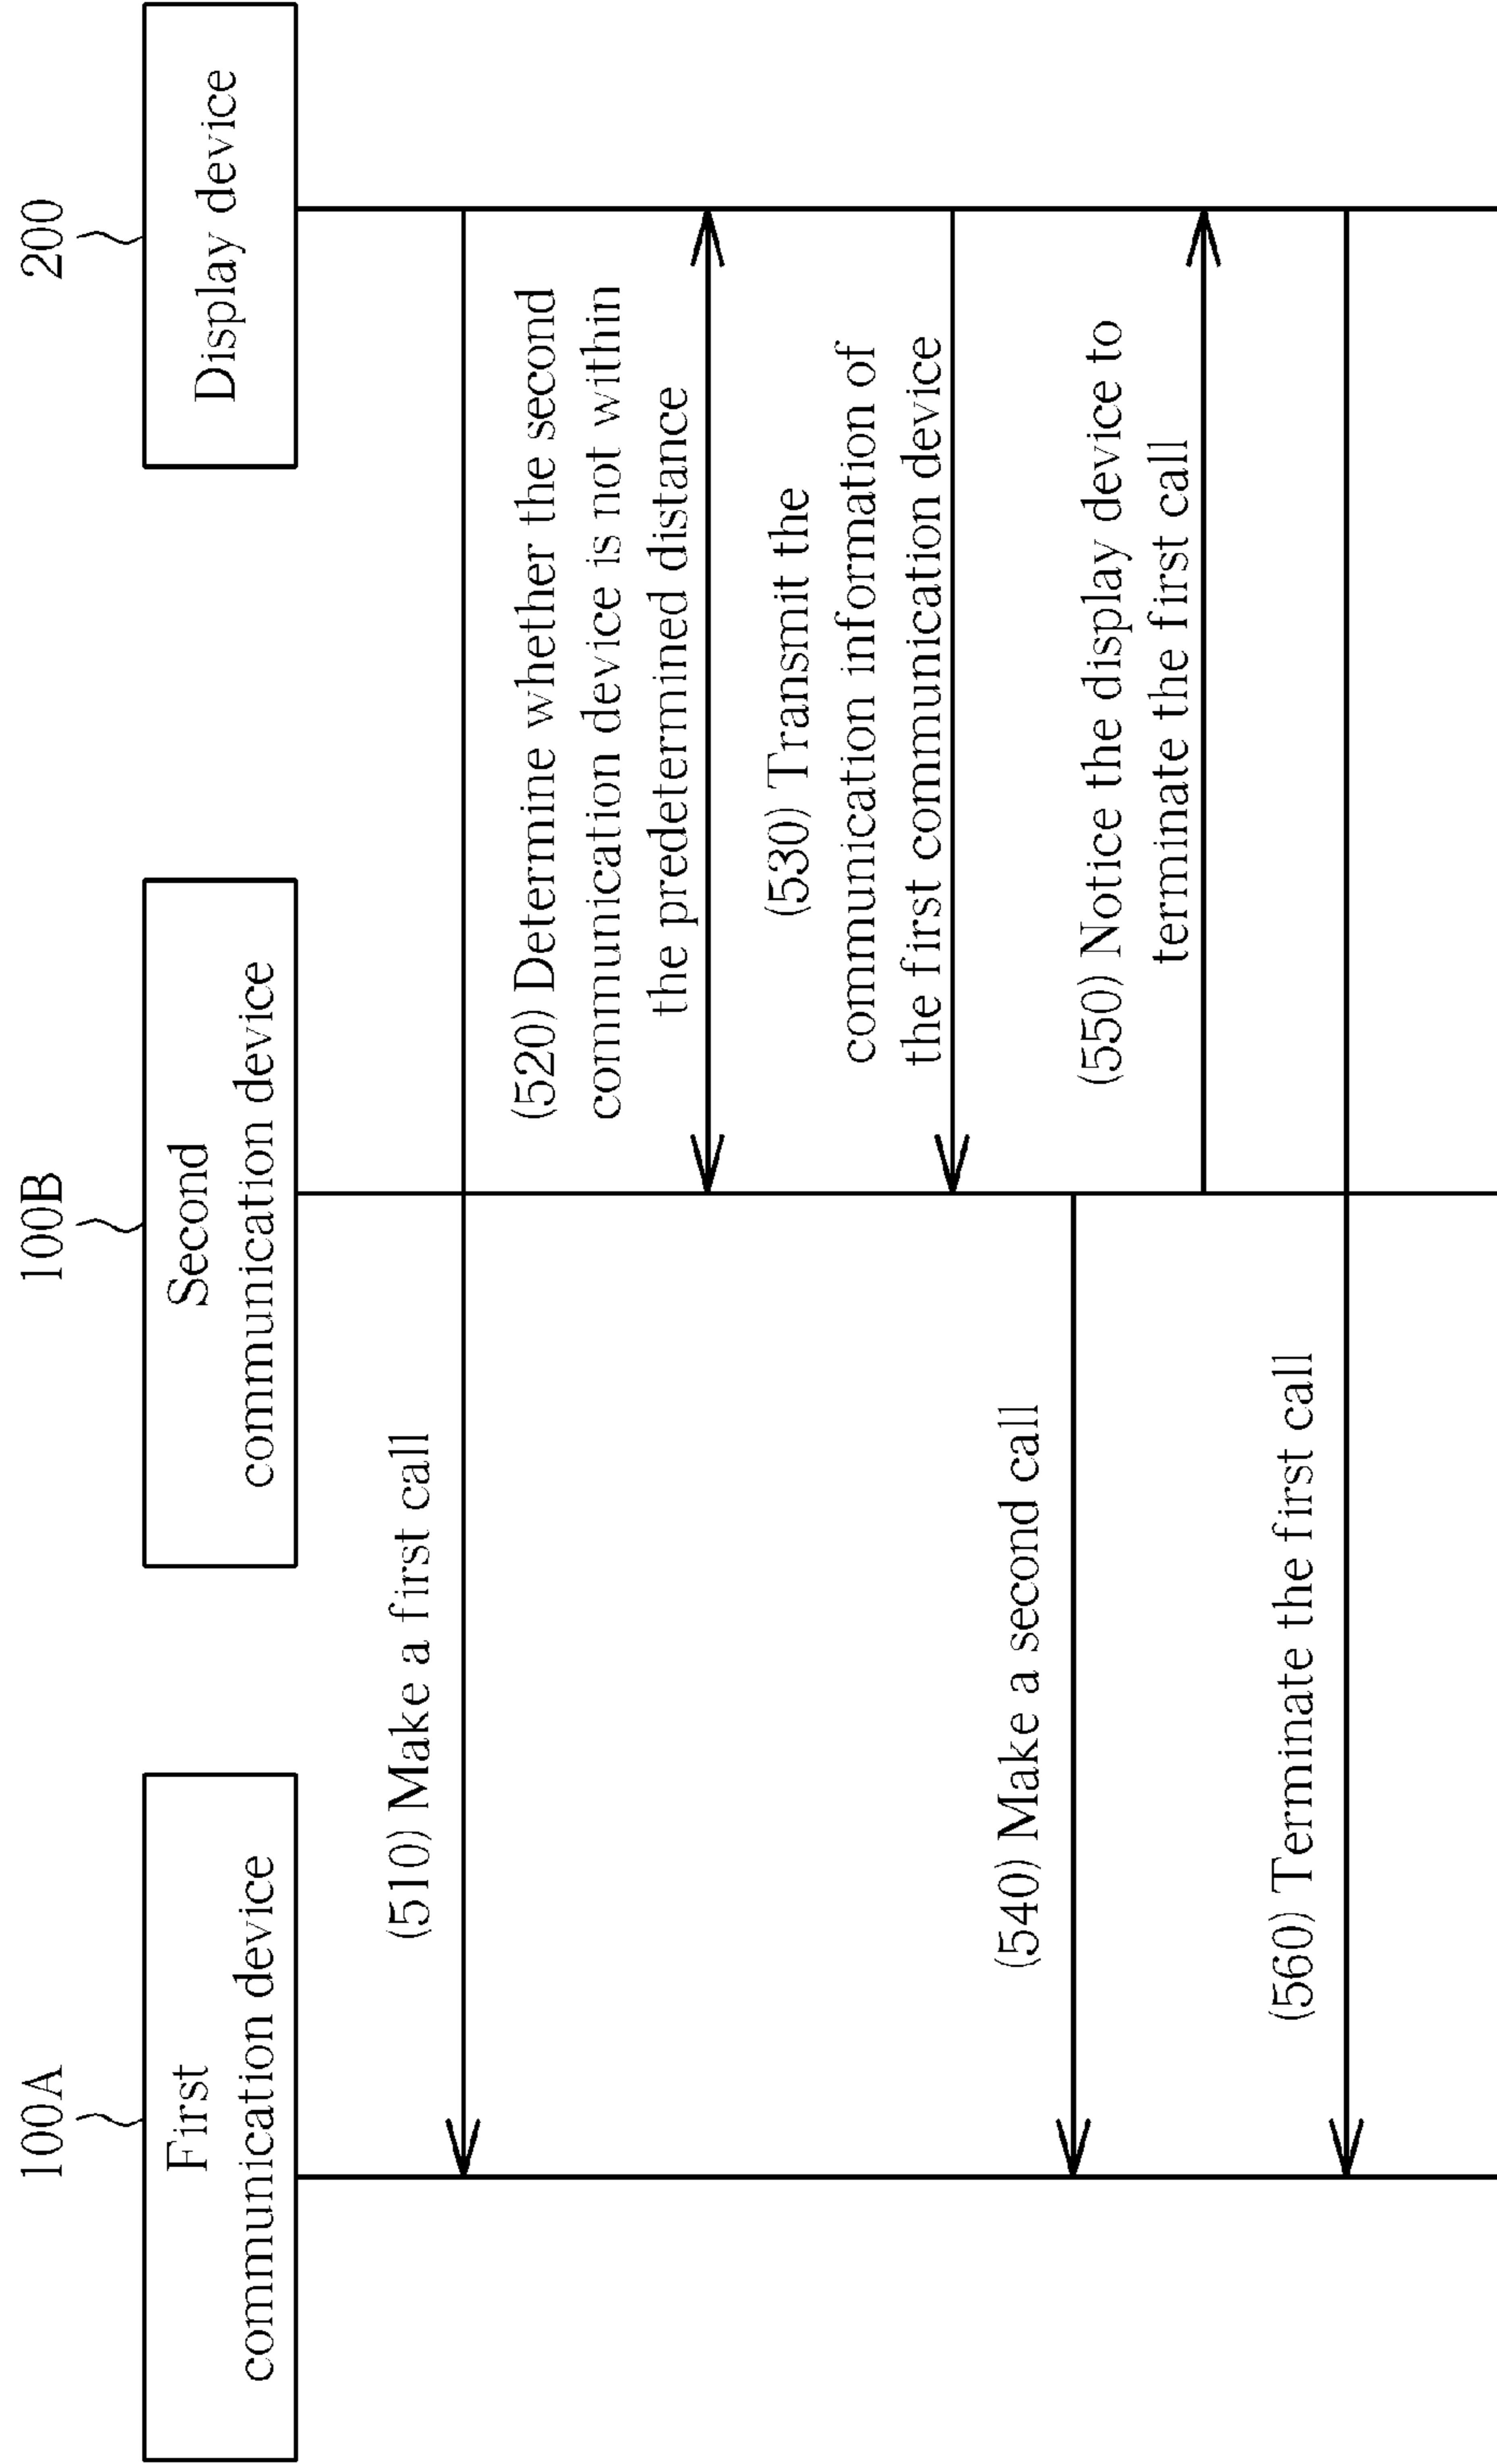 100A
100B
200
First
communication device
Second
communication device
Display device
(510) Make a first call
(520) Determine whether the second
communication device is not within
the predetermined distance
(530) Transmit the
communication information of
the first communication device
(540) Make a second call
(550) Notice the display device to
terminate the first call
(560) Terminate the first call